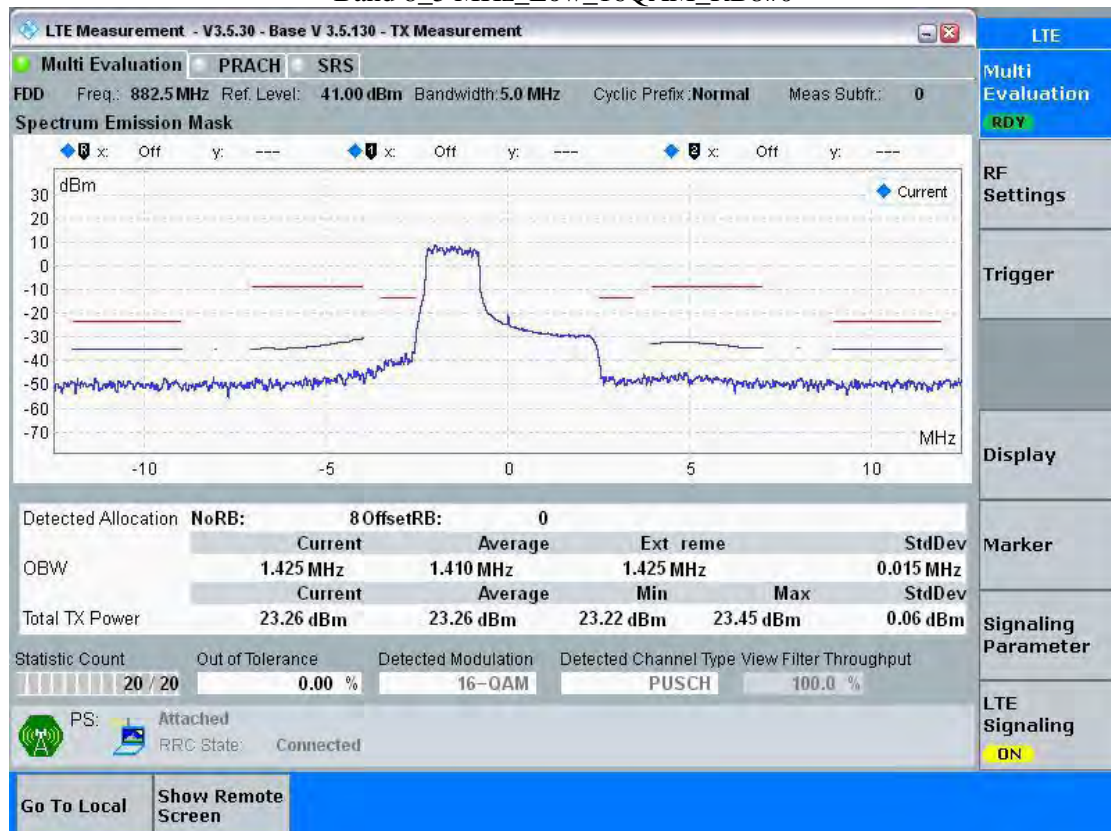 LTE Measurement - V3.5.30 - Base V 3.5.130 - TX Measurement
LTE
Multi Evaluation PRACH SRS
Multi
Evaluation
RDY
FDD Freq.: 882.5 MHz Ref. Level: 41.00 dBm Bandwidth: 5.0 MHz Cyclic Prefix: Normal Meas Subfr.: 0
Spectrum Emission Mask
R x: Off y: --- 1 x: Off y: --- 2 x: Off y: ---
dBm
Current
30
20
10
0
-10
-20
-30
-40
-50
-60
-70
MHz
-10 -5 0 5 10
RF
Settings
Trigger
Display
Marker
Signaling
Parameter
LTE
Signaling
ON
Detected Allocation NoRB: 8 OffsetRB: 0
Current Average Ext reme StdDev
OBW 1.425 MHz 1.410 MHz 1.425 MHz 0.015 MHz
Current Average Min Max StdDev
Total TX Power 23.26 dBm 23.26 dBm 23.22 dBm 23.45 dBm 0.06 dBm
Statistic Count Out of Tolerance Detected Modulation Detected Channel Type View Filter Throughput
20 / 20 0.00 % 16-QAM PUSCH 100.0 %
PS: Attached
RRC State: Connected
Go To Local
Show Remote
Screen